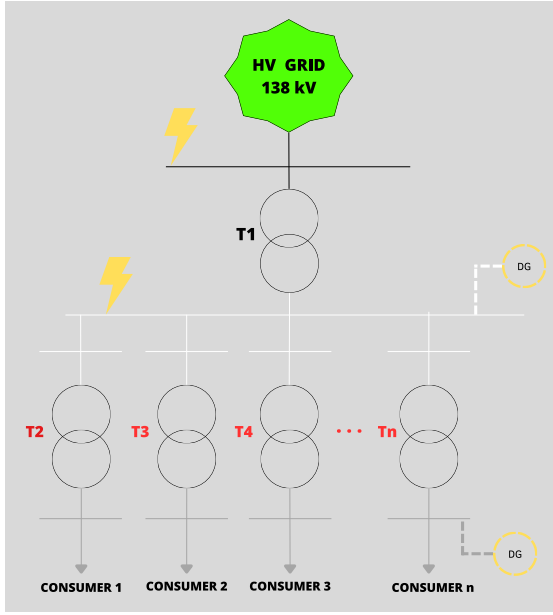 HV GRID
138 kV
T1
DG
T2
T3
T4
...
Tn
DG
CONSUMER 1
CONSUMER 2
CONSUMER 3
CONSUMER n